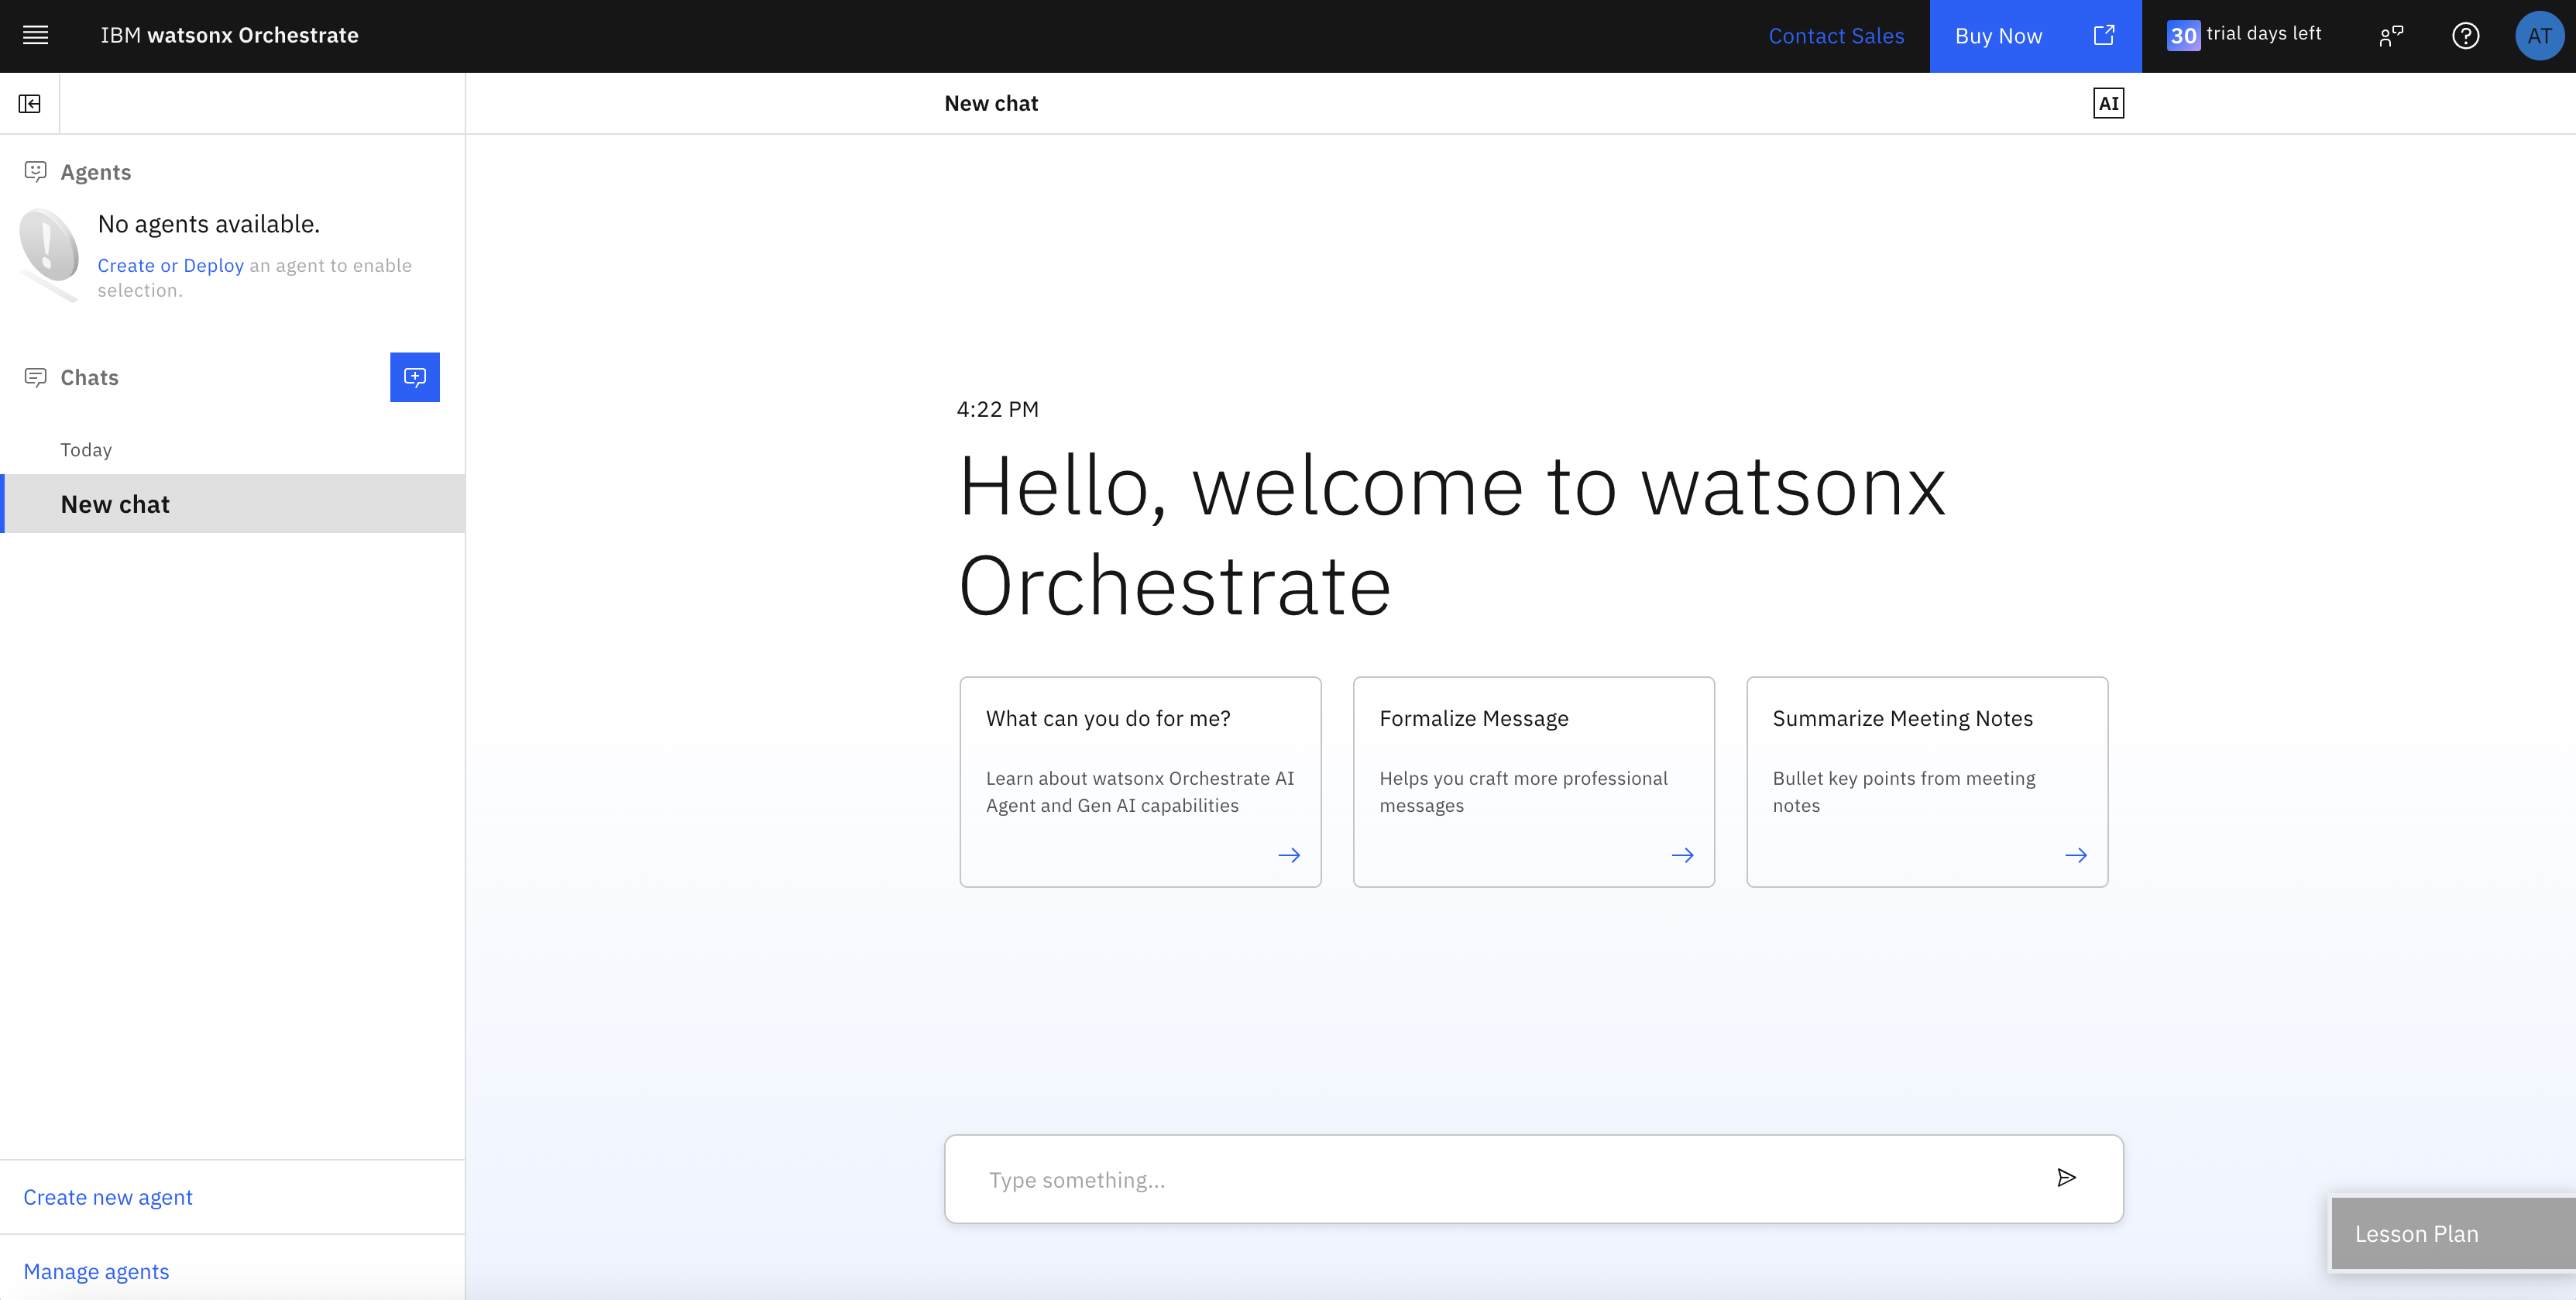 IBM watsonx Orchestrate
Contact Sales
Buy Now
30 trial days left
AT
New chat
AI
Agents
No agents available.
Create or Deploy an agent to enable
selection.
Chats
Today
New chat
4:22 PM
Hello, welcome to watsonx
Orchestrate
What can you do for me?
Learn about watsonx Orchestrate AI
Agent and Gen AI capabilities
Formalize Message
Helps you craft more professional
messages
Summarize Meeting Notes
Bullet key points from meeting
notes
Type something...
Create new agent
Manage agents
Lesson Plan